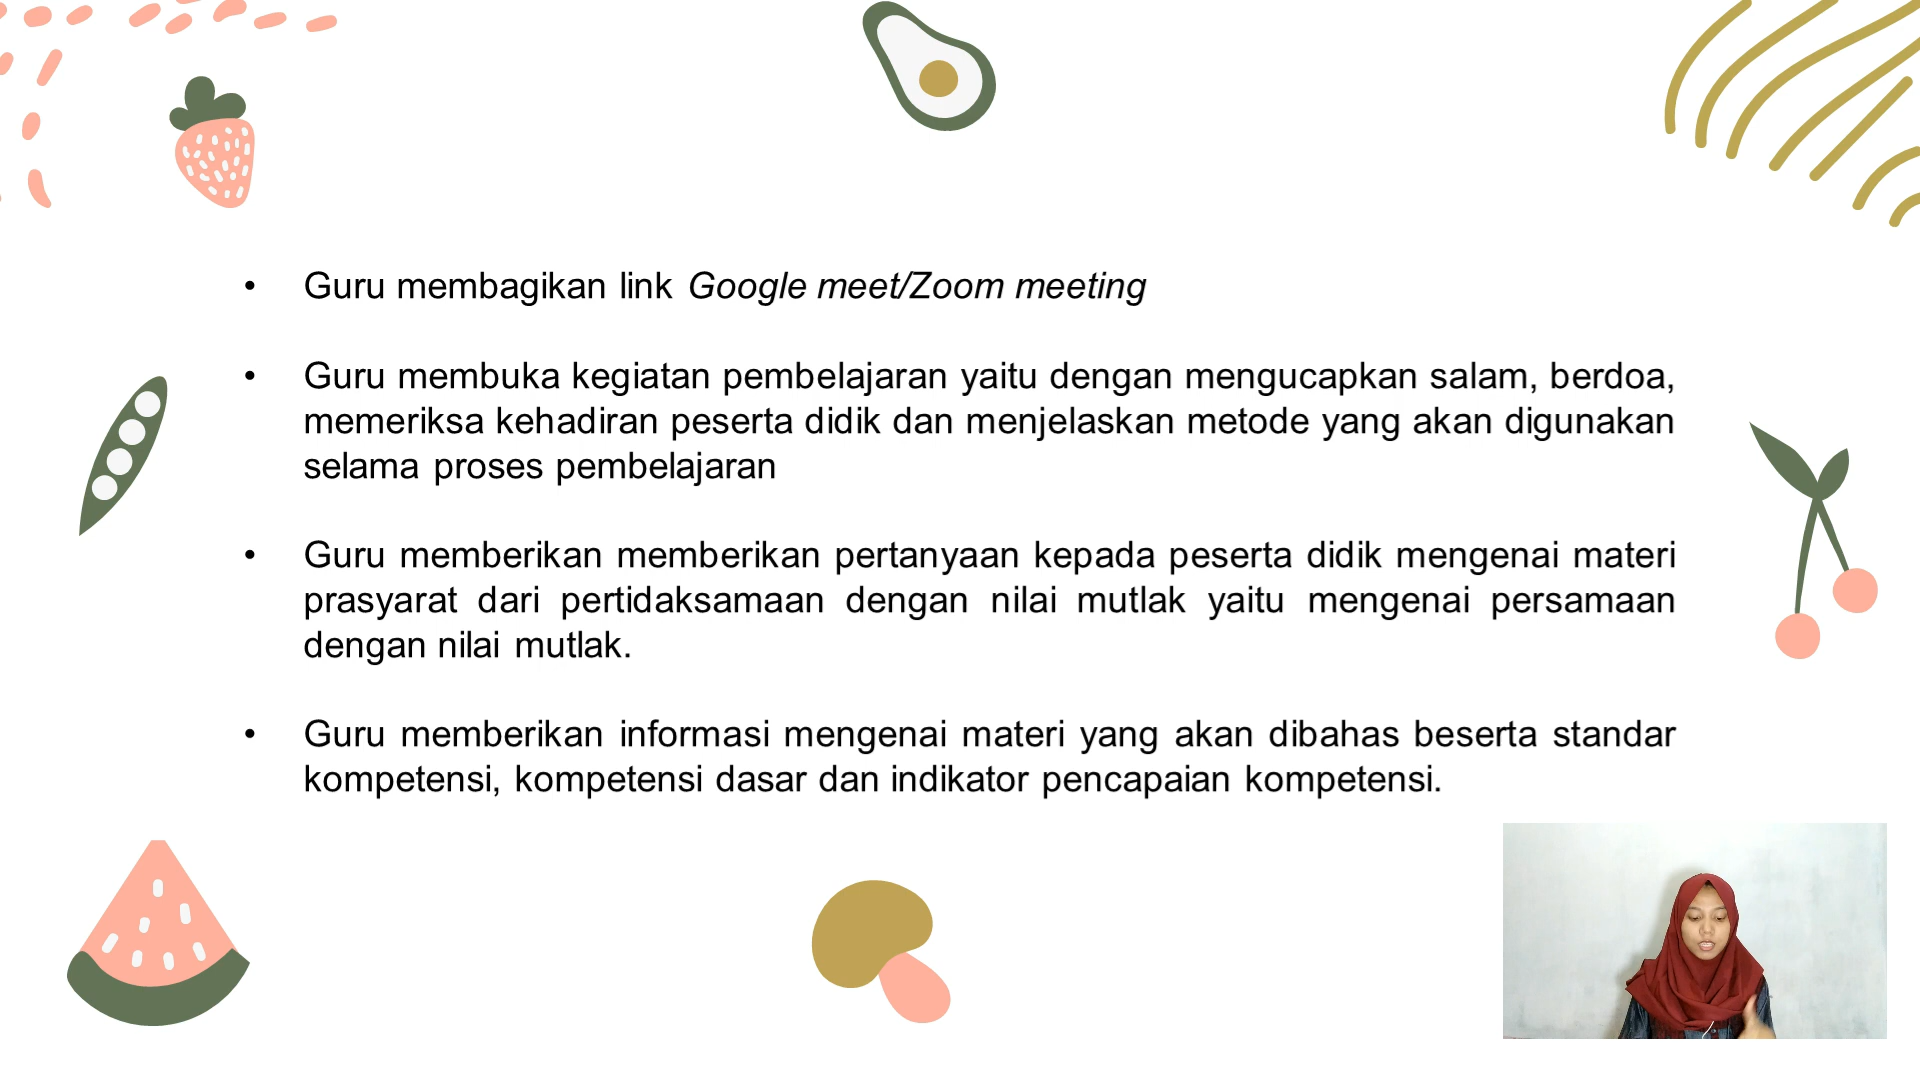 • Guru membagikan link Google meet/Zoom meeting
• Guru membuka kegiatan pembelajaran yaitu dengan mengucapkan salam, berdoa,
memeriksa kehadiran peserta didik dan menjelaskan metode yang akan digunakan
selama proses pembelajaran
• Guru memberikan memberikan pertanyaan kepada peserta didik mengenai materi
prasyarat dari pertidaksamaan dengan nilai mutlak yaitu mengenai persamaan
dengan nilai mutlak.
• Guru memberikan informasi mengenai materi yang akan dibahas beserta standar
kompetensi, kompetensi dasar dan indikator pencapaian kompetensi.